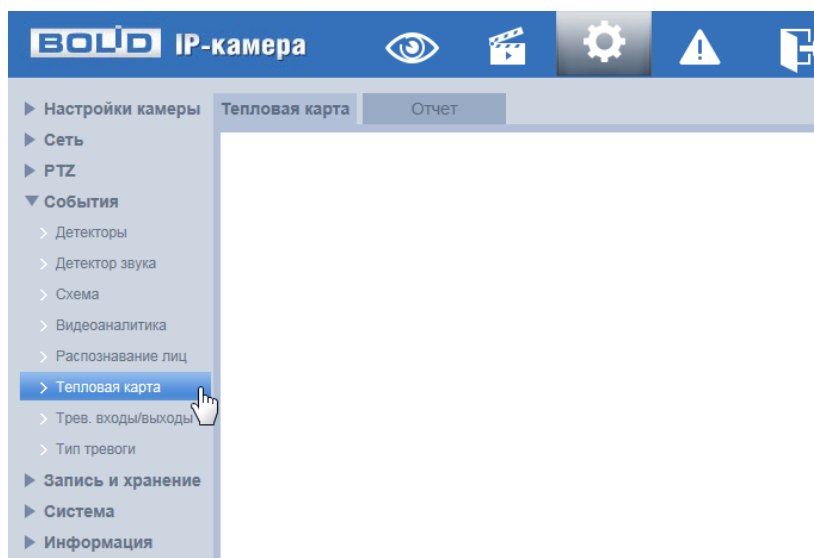 BOLID IP-камера
Тепловая карта Отчет
Настройки камеры
Сеть
PTZ
События
Детекторы
Детектор звука
Схема
Видеоаналитика
Распознавание лиц
Тепловая карта
Трев. входы/выходы
Тип тревоги
Запись и хранение
Система
Информация